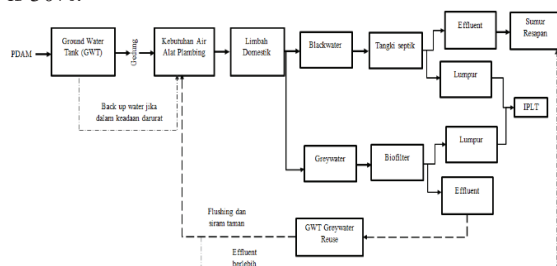 PDAM
Ground Water
Tank (GWT)
Gedung
Kebutuhan Air
Alat Plambing
Limbah
Domestik
Blackwater
Tangki septik
Effluent
Sumur
Resapan
Lumpur
IPLT
Back up water jika
dalam keadaan darurat
Greywater
Biofilter
Lumpur
Effluent
Flushing dan
siram taman
GWT Greywater
Reuse
Effluent
berlebih